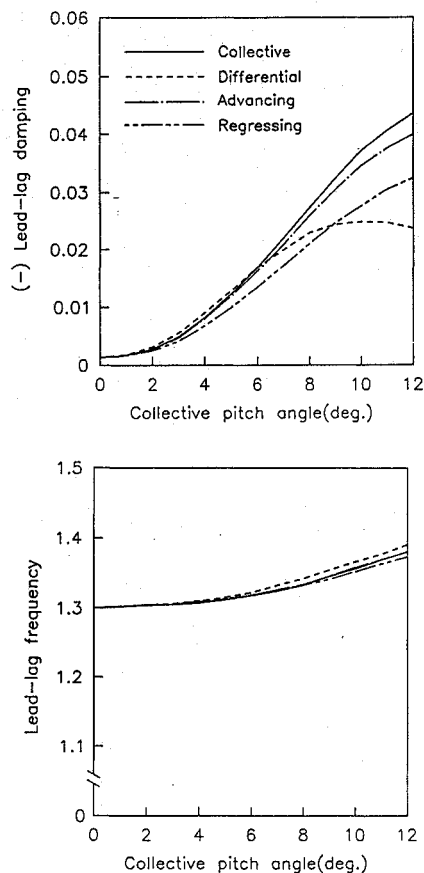 0.06
0.05
0.04
0.03
0.02
0.01
0
(-) Lead-lag damping
Collective
Differential
Advancing
Regressing
0 2 4 6 8 10 12
Collective pitch angle(deg.)
1.5
1.4
1.3
1.2
1.1
0
Lead-lag frequency
0 2 4 6 8 10 12
Collective pitch angle(deg.)